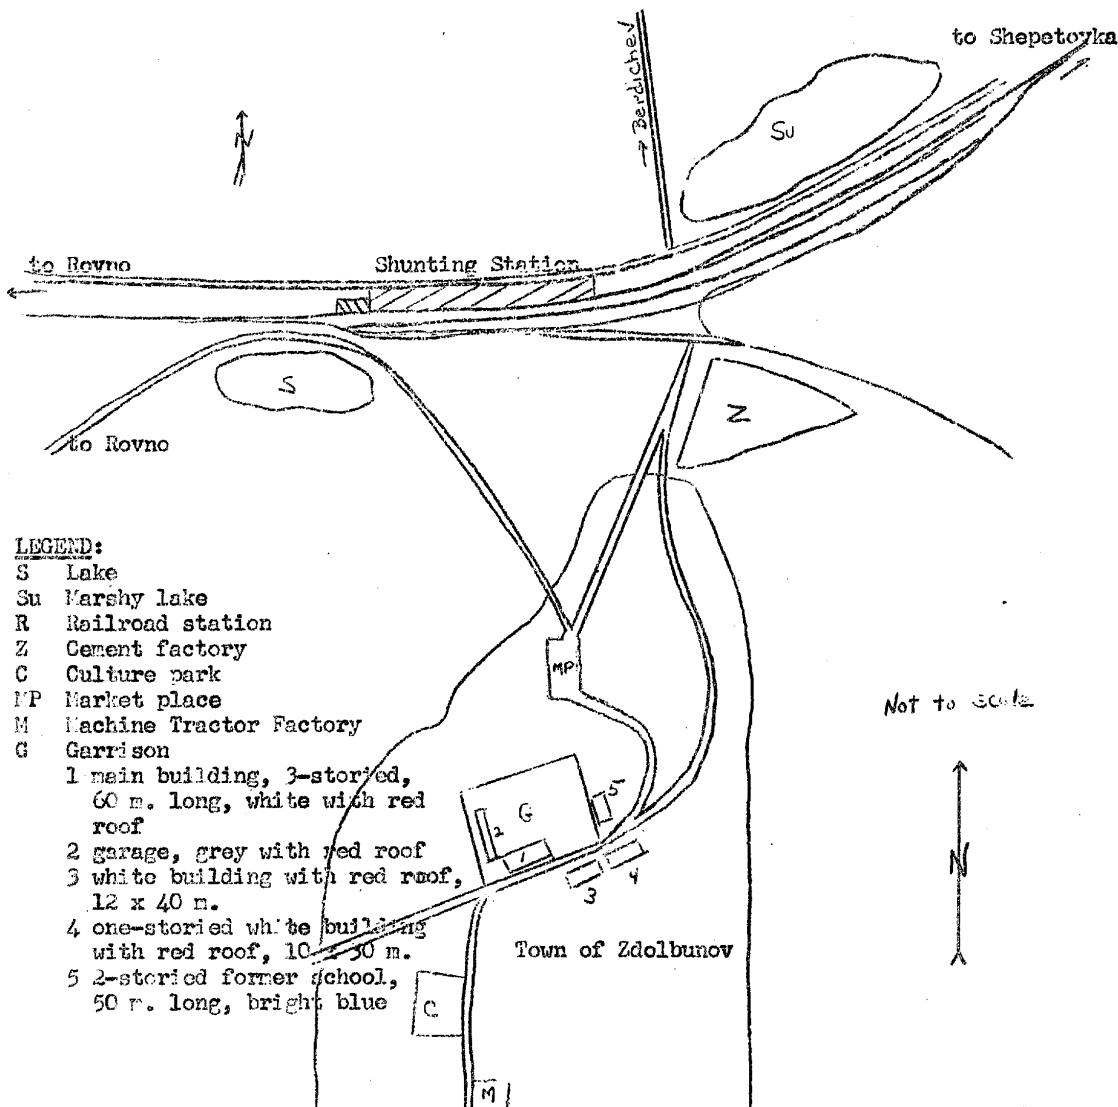 to Shepetovka
→ Berdichev
Su
N
to Rovno
Shunting Station
S
Z
to Rovno
LEGEND:
S Lake
Su Marshy lake
R Railroad station
Z Cement factory
C Culture park
MP Market place
M Machine Tractor Factory
G Garrison
1 main building, 3-storied,
60 m. long, white with red
roof
2 garage, grey with red roof
3 white building with red roof,
12 x 40 m.
4 one-storied white building
with red roof, 10 x 30 m.
5 2-storied former school,
50 m. long, bright blue
MP
Not to scale
G
5
2
1
4
3
N
Town of Zdolbunov
C
M